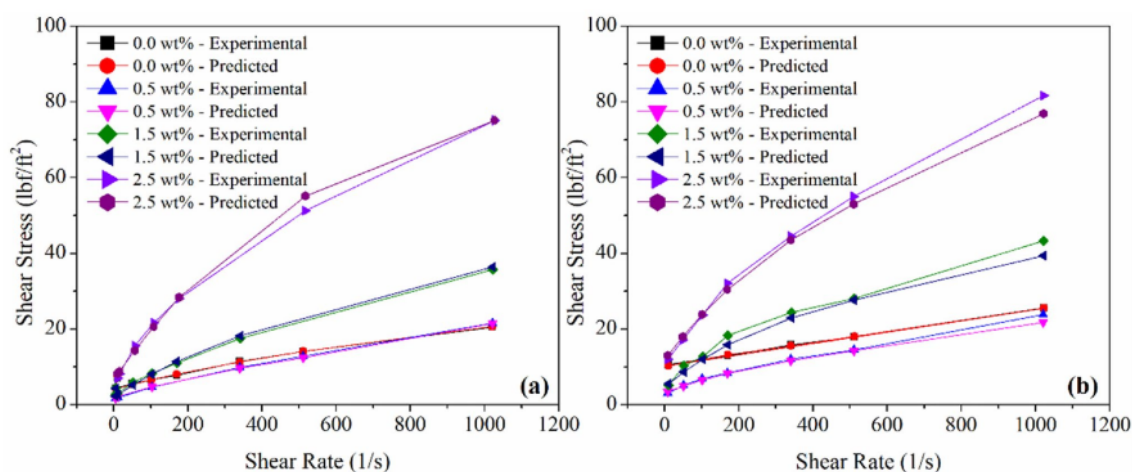 100
80
60
40
20
0
Shear Stress (lbf/ft²)
0.0 wt% - Experimental
0.0 wt% - Predicted
0.5 wt% - Experimental
0.5 wt% - Predicted
1.5 wt% - Experimental
1.5 wt% - Predicted
2.5 wt% - Experimental
2.5 wt% - Predicted
(a)
0 200 400 600 800 1000 1200
Shear Rate (1/s)
100
80
60
40
20
0
Shear Stress (lbf/ft²)
0.0 wt% - Experimental
0.0 wt% - Predicted
0.5 wt% - Experimental
0.5 wt% - Predicted
1.5 wt% - Experimental
1.5 wt% - Predicted
2.5 wt% - Experimental
2.5 wt% - Predicted
(b)
0 200 400 600 800 1000 1200
Shear Rate (1/s)